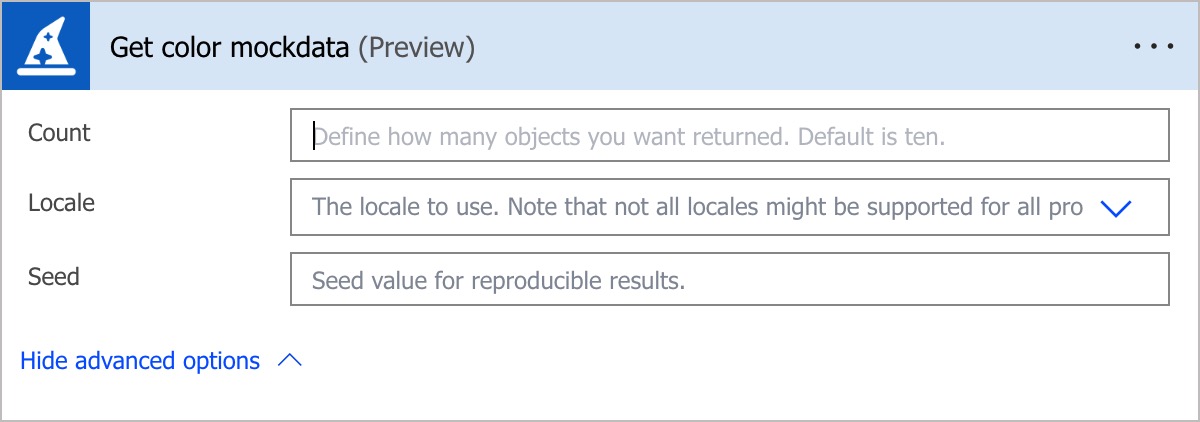 Get color mockdata (Preview)
Count
Define how many objects you want returned. Default is ten.
Locale
The locale to use. Note that not all locales might be supported for all pro
Seed
Seed value for reproducible results.
Hide advanced options